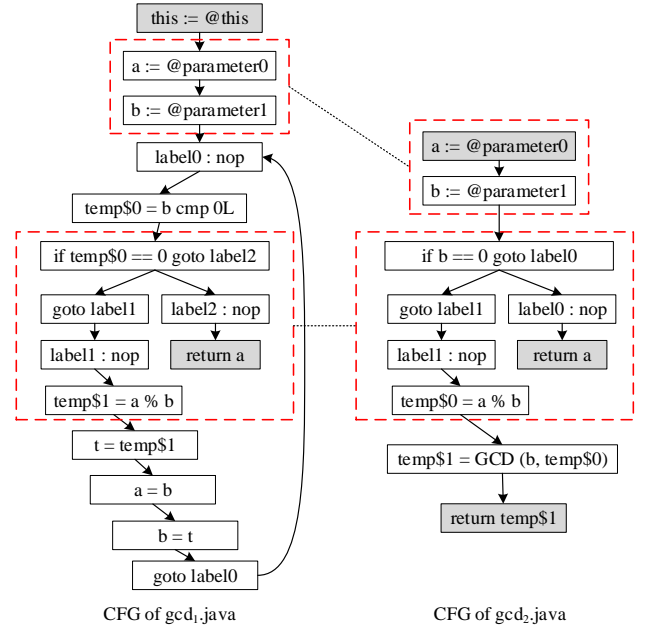 this := @this
a := @parameter0
b := @parameter1
label0 : nop
temp$0 = b cmp 0L
if temp$0 == 0 goto label2
goto label1
label2 : nop
label1 : nop
return a
temp$1 = a % b
t = temp$1
a = b
b = t
goto label0
CFG of gcd₁.java
a := @parameter0
b := @parameter1
if b == 0 goto label0
goto label1
label0 : nop
label1 : nop
return a
temp$0 = a % b
temp$1 = GCD (b, temp$0)
return temp$1
CFG of gcd₂.java